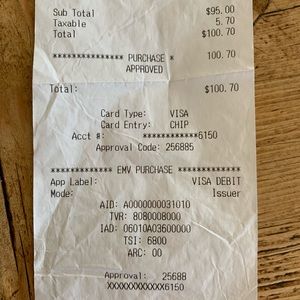 Sub Total $95.00
Taxable 5.70
Total $100.70
*************** PURCHASE * 100.70
APPROVED
Total: $100.70
Card Type: VISA
Card Entry: CHIP
Acct #: ************6150
Approval Code: 256885
************* EMV PURCHASE ***************
App Label: VISA DEBIT
Mode: Issuer
AID: A0000000031010
TVR: 8080008000
IAD: 06010A03600000
TSI: 6800
ARC: 00
Approval: 25688
XXXXXXXXXXXX6150